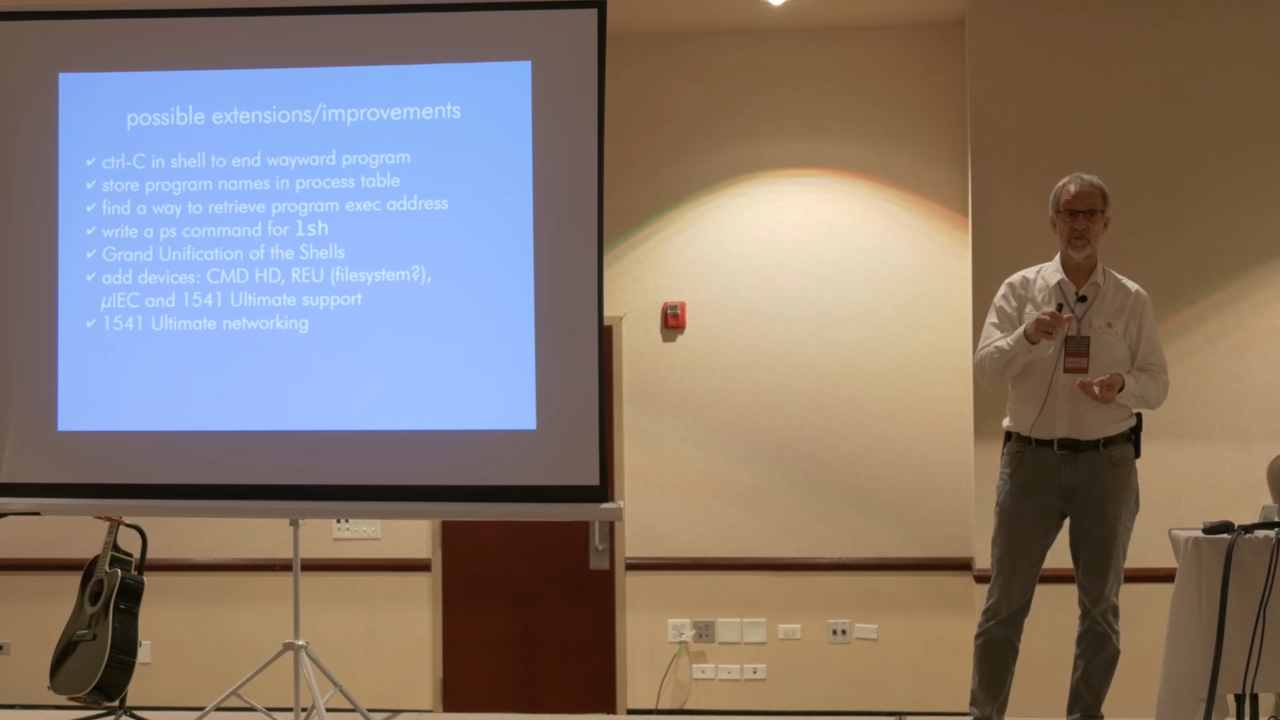 possible extensions/improvements
✔ ctrl-C in shell to end wayward program
✔ store program names in process table
✔ find a way to retrieve program exec address
✔ write a ps command for lsh
✔ Grand Unification of the Shells
✔ add devices: CMD HD, REU (filesystem?),
µIEC and 1541 Ultimate support
✔ 1541 Ultimate networking